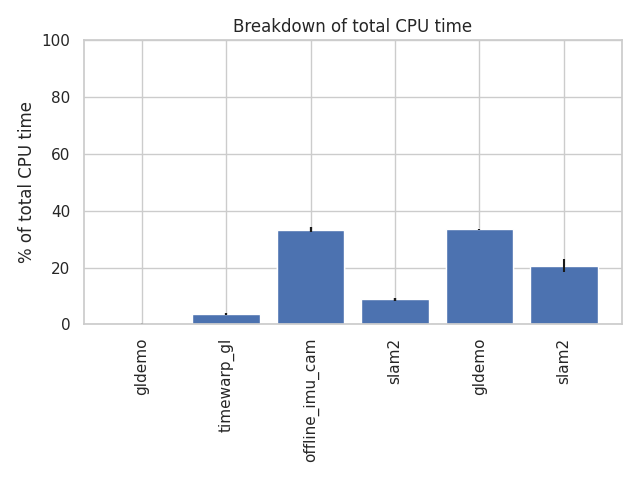 Breakdown of total CPU time
% of total CPU time
100
80
60
40
20
0
gldemo
timewarp_gl
offline_imu_cam
slam2
gldemo
slam2